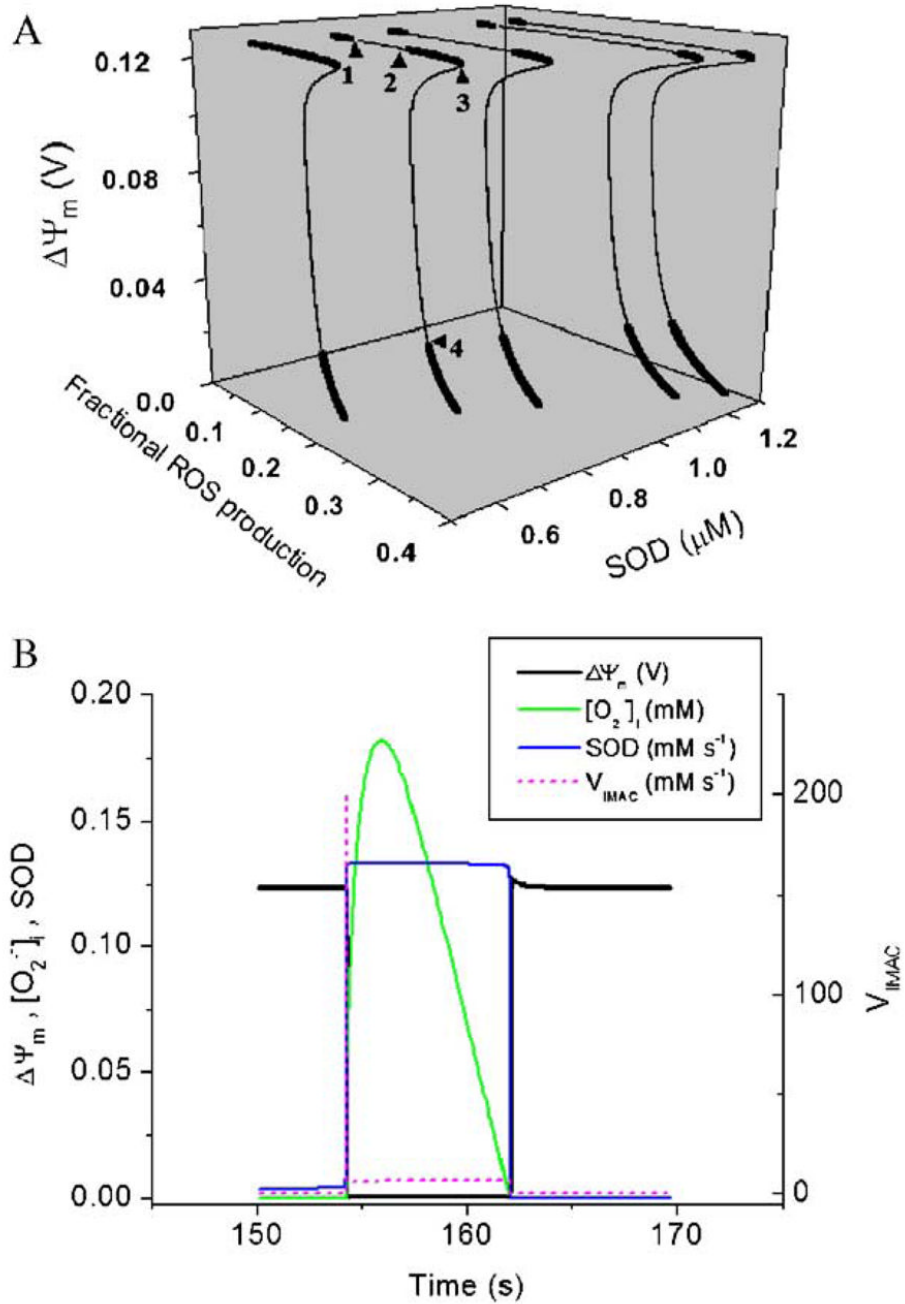 A
ΔΨm (V)
0.12
0.08
0.04
0.0
0.1
0.2
0.3
0.4
Fractional ROS production
0.6
0.8
1.0
1.2
SOD (μM)
1
2
3
4
B
ΔΨm (V)
[O2-]i (mM)
SOD (mM s-1)
VIMAC (mM s-1)
ΔΨm , [O2-]i , SOD
0.20
0.15
0.10
0.05
0.00
200
100
0
VIMAC
150
160
170
Time (s)